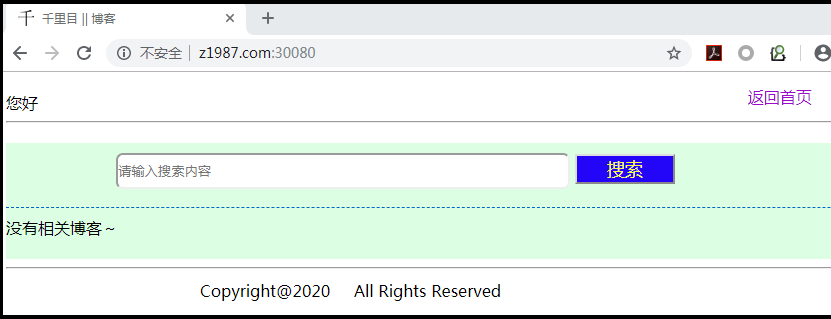 千 千里目 || 博客
不安全 | z1987.com:30080
您好
返回首页
请输入搜索内容
搜索
没有相关博客~
Copyright@2020 All Rights Reserved